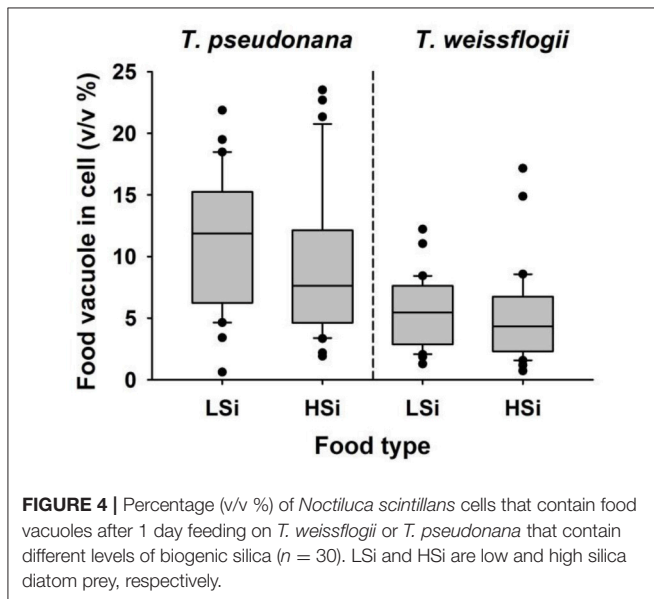 T. pseudonana T. weissflogii
Food vacuole in cell (v/v %)
25
20
15
10
5
0
LSi HSi LSi HSi
Food type
FIGURE 4 | Percentage (v/v %) of Noctiluca scintillans cells that contain food
vacuoles after 1 day feeding on T. weissflogii or T. pseudonana that contain
different levels of biogenic silica (n = 30). LSi and HSi are low and high silica
diatom prey, respectively.